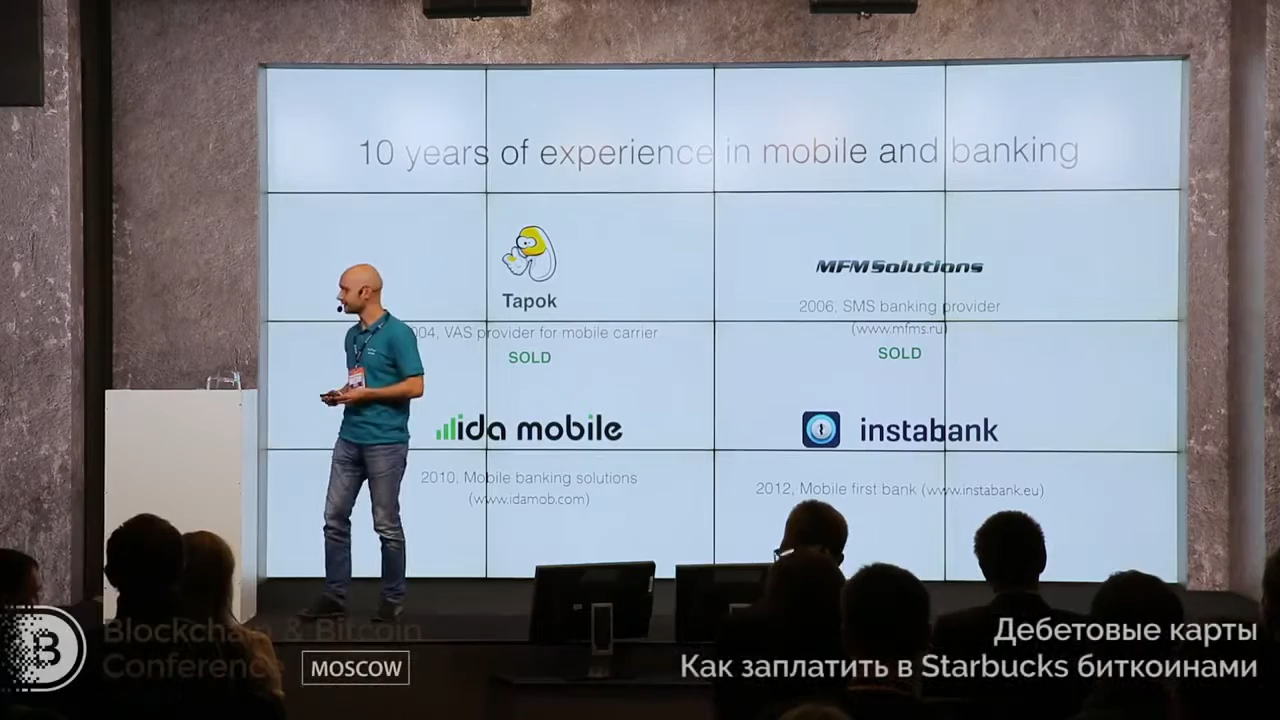 10 years of experience in mobile and banking
Tapok
04, VAS provider for mobile carrier
SOLD
MFM Solutions
2006, SMS banking provider
(www.mfms.ru)
SOLD
ida mobile
2010, Mobile banking solutions
(www.idamob.com)
instabank
2012, Mobile first bank (www.instabank.eu)
Blockchain & Bitcoin
Conference
MOSCOW
Дебетовые карты
Как заплатить в Starbucks биткоинами